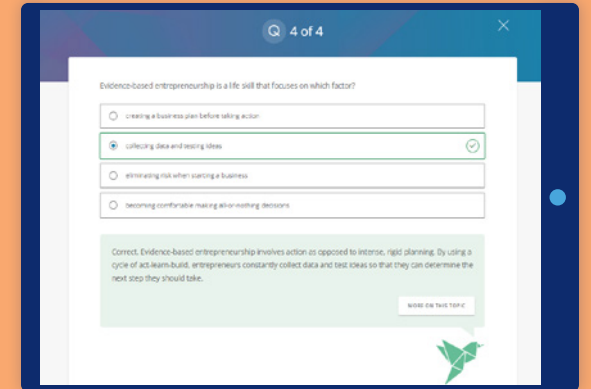 Q 4 of 4
Evidence-based entrepreneurship is a life skill that focuses on which factor?
creating a business plan before taking action
collecting data and testing ideas
eliminating risk when starting a business
becoming comfortable making all-or-nothing decisions
Correct. Evidence-based entrepreneurship involves action as opposed to intense, rigid planning. By using a
cycle of act-learn-build, entrepreneurs constantly collect data and test ideas so that they can determine the
next step they should take.
MORE ON THIS TOPIC